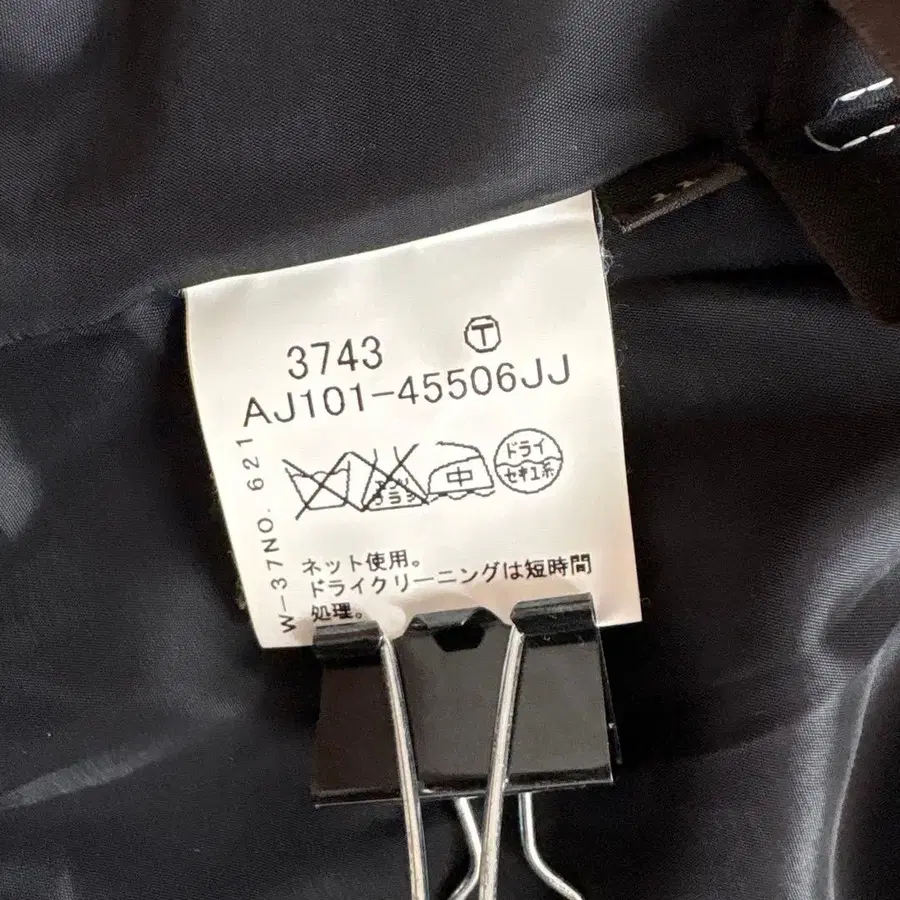 3743 Ⓣ
AJ101-45506JJ
W-37NO. 621
中
ドライ
セキユ系
ネット使用。
ドライクリーニングは短時間
処理。